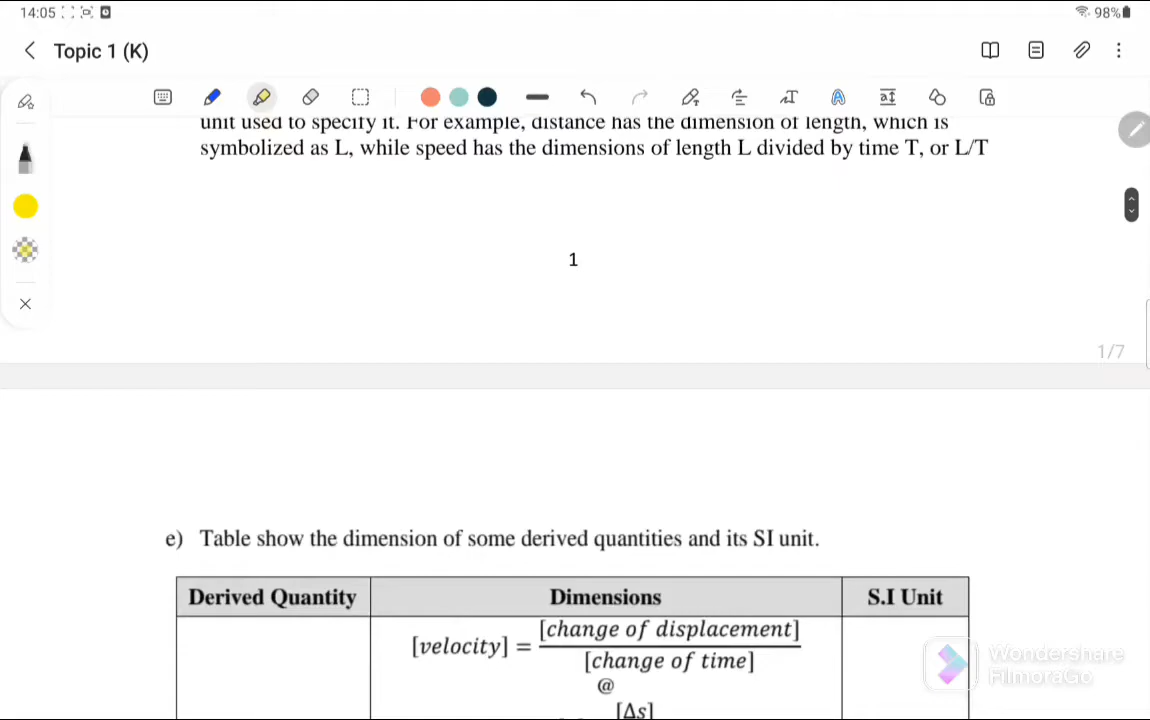 14:05 98%
Topic 1 (K)
unit used to specify it. For example, distance has the dimension of length, which is
symbolized as L, while speed has the dimensions of length L divided by time T, or L/T
1
1/7
e) Table show the dimension of some derived quantities and its SI unit.
Derived Quantity Dimensions S.I Unit
[velocity] = [change of displacement]
[change of time]
@
[Δs]
Wondershare
FilmoraGo